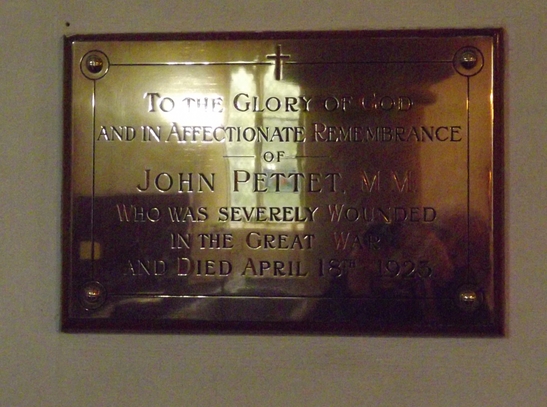 TO THE GLORY OF GOD
AND IN AFFECTIONATE REMEMBRANCE
OF
JOHN PETTET, M.M.
WHO WAS SEVERELY WOUNDED
IN THE GREAT WAR
AND DIED APRIL 18TH 1923.